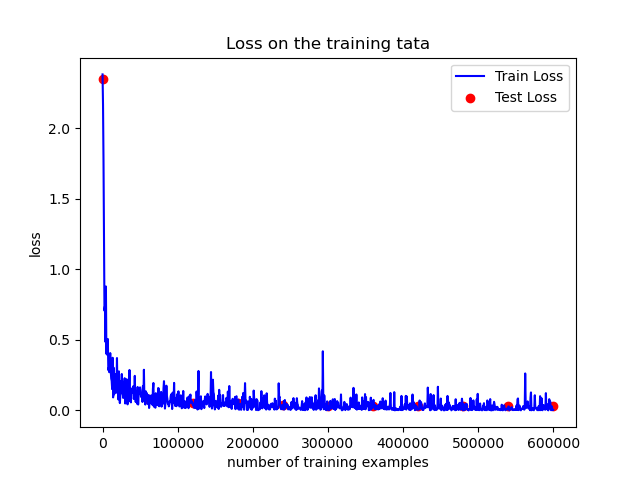 Loss on the training tata
Train Loss
Test Loss
loss
2.0
1.5
1.0
0.5
0.0
0
100000
200000
300000
400000
500000
600000
number of training examples